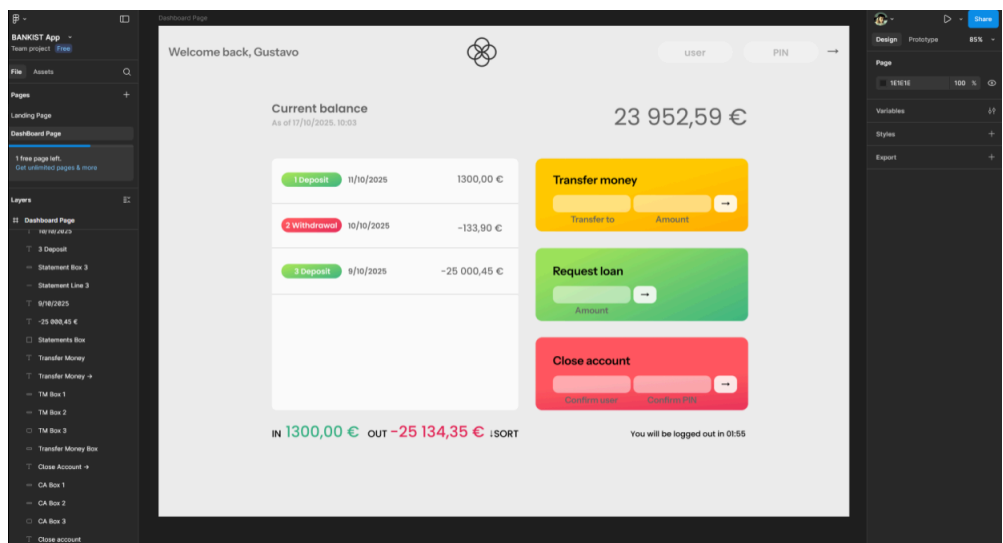 Dashboard Page
Share
BANKIST App
Team project Free
Design Prototype 85%
File Assets
Page
Pages
1E1E1E 100 %
Landing Page
Variables
DashBoard Page
Styles
1 free page left.
Get unlimited pages & more
Export
Layers
Dashboard Page
10/10/2025
3 Deposit
Statement Box 3
Statement Line 3
9/10/2025
-25 000,45 €
Statements Box
Transfer Money
Transfer Money →
TM Box 1
TM Box 2
TM Box 3
Transfer Money Box
Close Account →
CA Box 1
CA Box 2
CA Box 3
Close account
Welcome back, Gustavo
user PIN →
Current balance
As of 17/10/2025. 10:03
23 952,59 €
1 Deposit 11/10/2025 1300,00 €
2 Withdrawal 10/10/2025 -133,90 €
3 Deposit 9/10/2025 -25 000,45 €
Transfer money
→
Transfer to Amount
Request loan
→
Amount
Close account
→
Confirm user Confirm PIN
IN 1300,00 € OUT -25 134,35 € ↓SORT
You will be logged out in 01:55